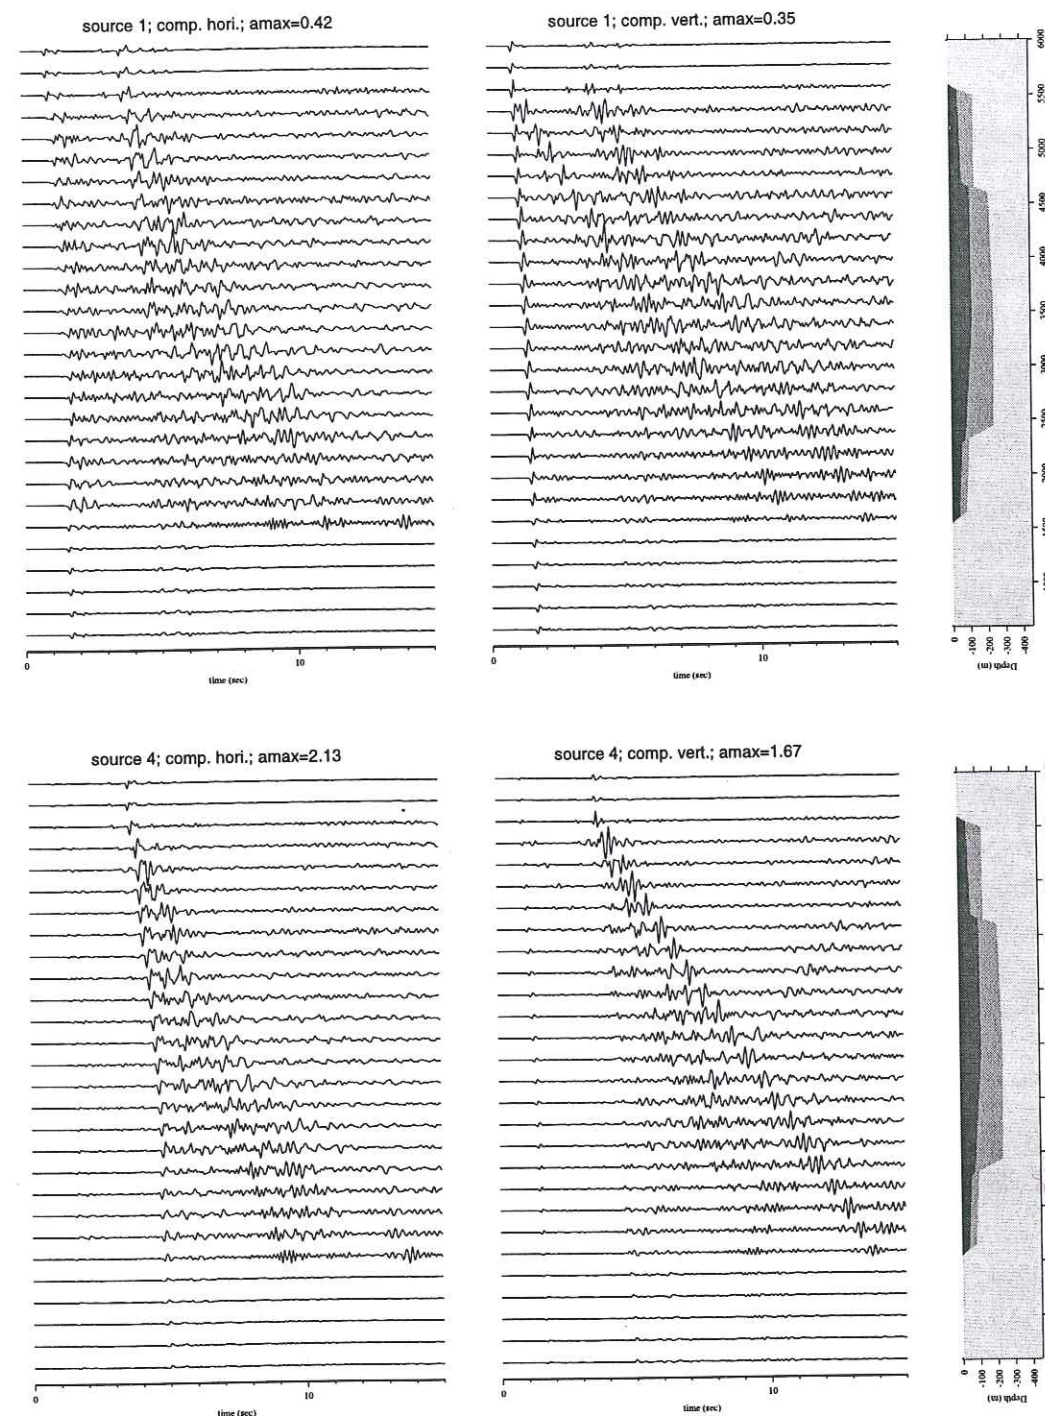 source 1; comp. hori.; amax=0.42
source 1; comp. vert.; amax=0.35
6000
5500
5000
4500
4000
3500
3000
2500
2000
1500
0
-100
-200
-300
-400
Depth (m)
0
10
time (sec)
0
10
time (sec)
source 4; comp. hori.; amax=2.13
source 4; comp. vert.; amax=1.67
0
-100
-200
-300
-400
Depth (m)
0
10
time (sec)
0
10
time (sec)